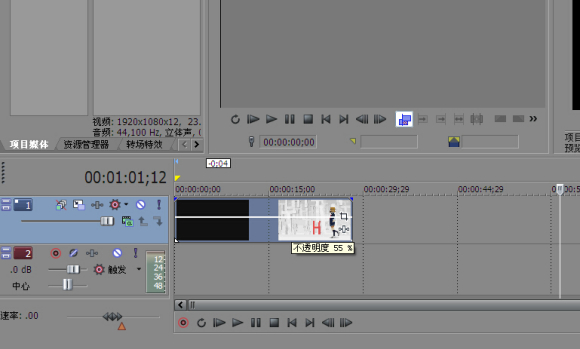 视频: 1920x1080x12, 23.
音频: 44,100 Hz, 立体声, (
项目媒体 资源管理器 转场特效
00:00:00;00
项目
预览
-0:04
00:01:01;12
00:00:00;00 00:00:15;00 00:00:29;29 00:00:44;29 00:00:5
1
H
不透明度 55 %
2
.0 dB 触发
中心
12
24
36
48
速率: .00